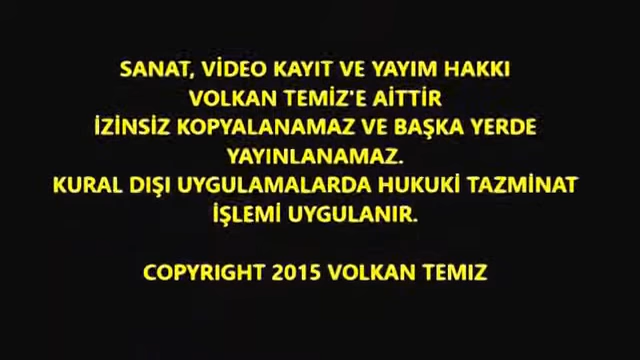 SANAT, VİDEO KAYIT VE YAYIM HAKKI
VOLKAN TEMİZ'E AİTTİR
İZİNSİZ KOPYALANAMAZ VE BAŞKA YERDE
YAYINLANAMAZ.
KURAL DIŞI UYGULAMALARDA HUKUKİ TAZMİNAT
İŞLEMİ UYGULANIR.
COPYRIGHT 2015 VOLKAN TEMIZ